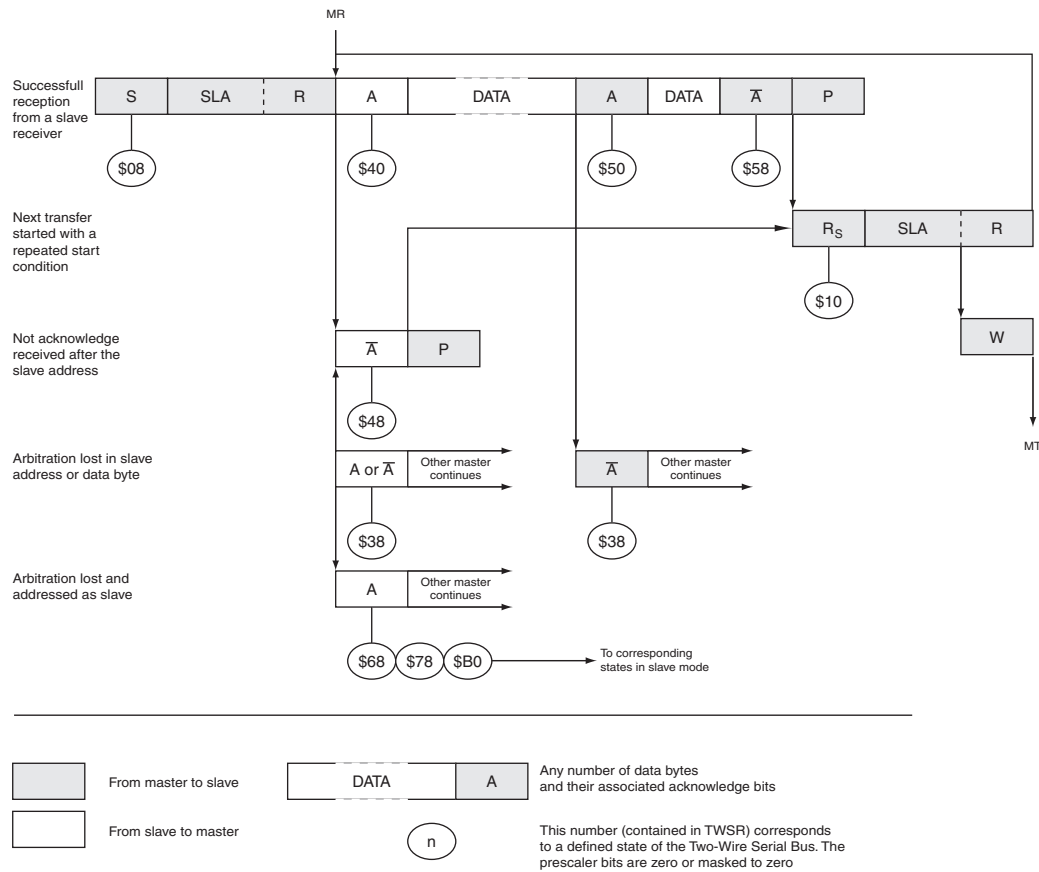 MR
Successfull
reception
from a slave
receiver
S SLA R A DATA A DATA A̅ P
$08 $40 $50 $58
Next transfer
started with a
repeated start
condition
RS SLA R
$10
Not acknowledge
received after the
slave address
A̅ P
W
$48
MT
Arbitration lost in slave
address or data byte
A or A̅ Other master
continues
A̅ Other master
continues
$38 $38
Arbitration lost and
addressed as slave
A Other master
continues
$68 $78 $B0
To corresponding
states in slave mode
From master to slave
DATA A
Any number of data bytes
and their associated acknowledge bits
From slave to master
n
This number (contained in TWSR) corresponds
to a defined state of the Two-Wire Serial Bus. The
prescaler bits are zero or masked to zero